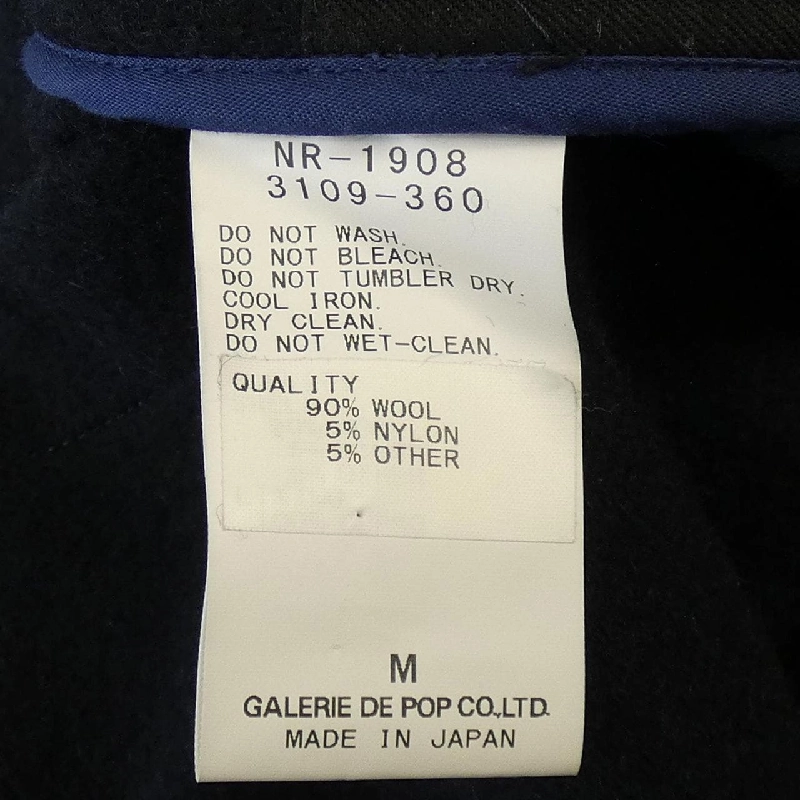 NR-1908
3109-360
DO NOT WASH.
DO NOT BLEACH.
DO NOT TUMBLER DRY.
COOL IRON.
DRY CLEAN.
DO NOT WET-CLEAN.
QUALITY
90% WOOL
5% NYLON
5% OTHER
M
GALERIE DE POP CO.,LTD.
MADE IN JAPAN